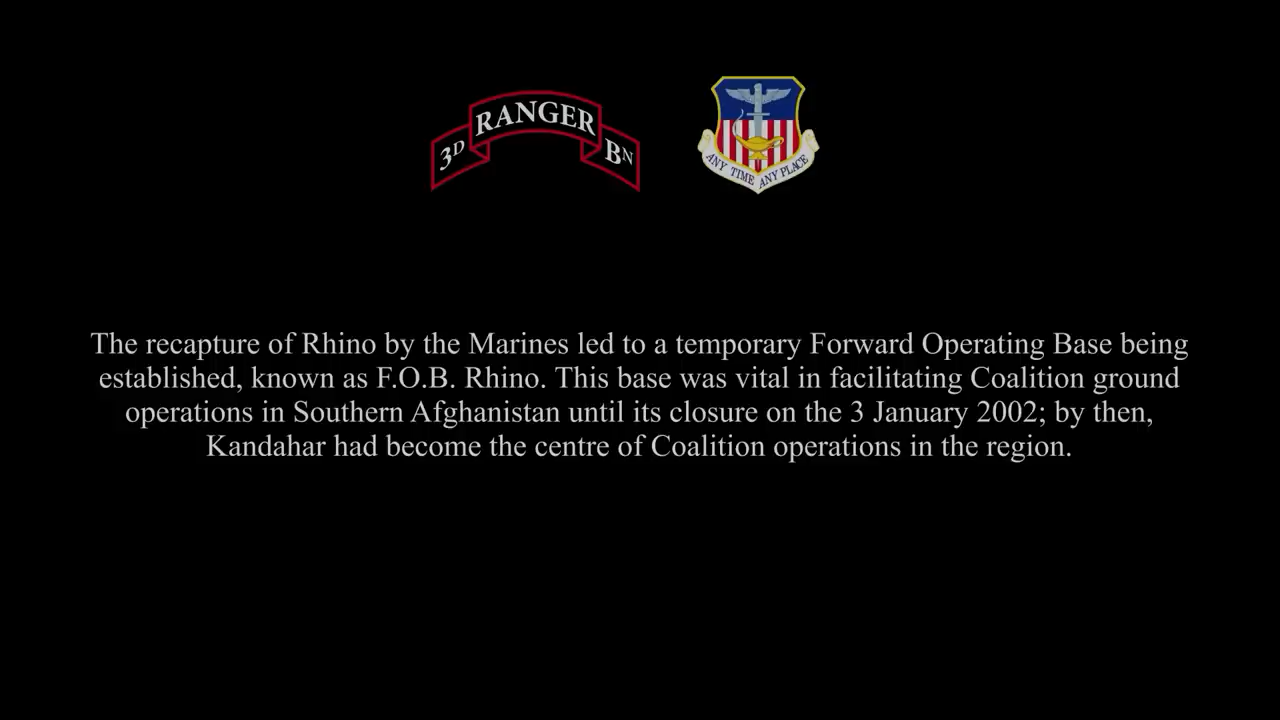 3D RANGER BN
ANY TIME ANY PLACE
The recapture of Rhino by the Marines led to a temporary Forward Operating Base being
established, known as F.O.B. Rhino. This base was vital in facilitating Coalition ground
operations in Southern Afghanistan until its closure on the 3 January 2002; by then,
Kandahar had become the centre of Coalition operations in the region.